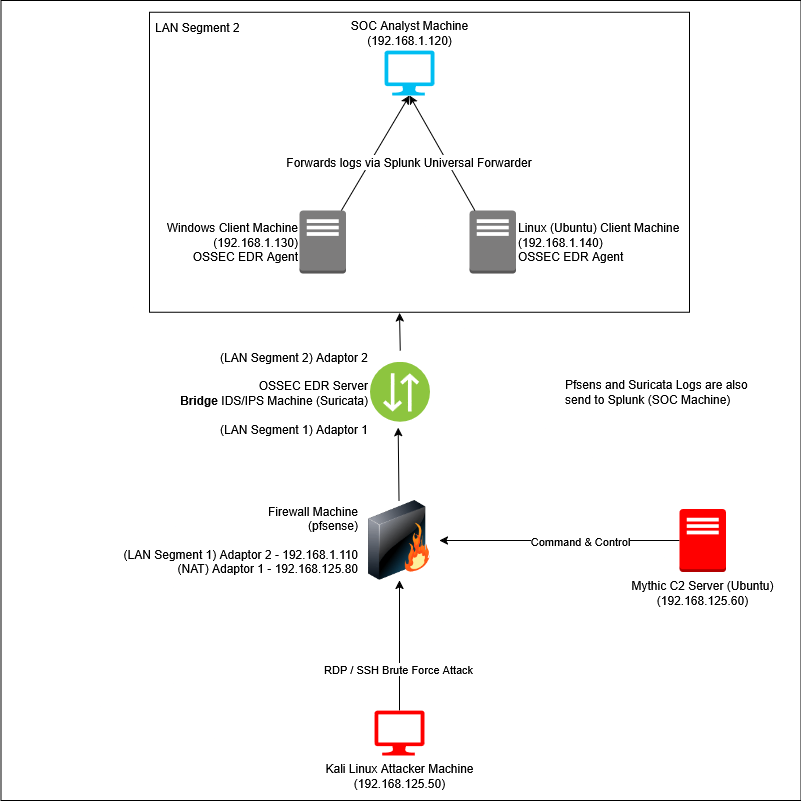 LAN Segment 2
SOC Analyst Machine
(192.168.1.120)
Forwards logs via Splunk Universal Forwarder
Windows Client Machine
(192.168.1.130)
OSSEC EDR Agent
Linux (Ubuntu) Client Machine
(192.168.1.140)
OSSEC EDR Agent
(LAN Segment 2) Adaptor 2
OSSEC EDR Server
Bridge IDS/IPS Machine (Suricata)
(LAN Segment 1) Adaptor 1
Pfsens and Suricata Logs are also
send to Splunk (SOC Machine)
Firewall Machine
(pfsense)
(LAN Segment 1) Adaptor 2 - 192.168.1.110
(NAT) Adaptor 1 - 192.168.125.80
Command & Control
Mythic C2 Server (Ubuntu)
(192.168.125.60)
RDP / SSH Brute Force Attack
Kali Linux Attacker Machine
(192.168.125.50)